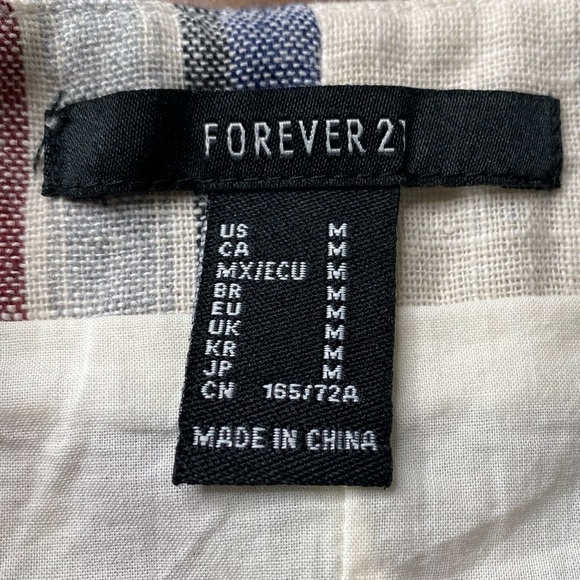 FOREVER 21
US M
CA M
MX/ECU M
BR M
EU M
UK M
KR M
JP M
CN 165/72A
MADE IN CHINA